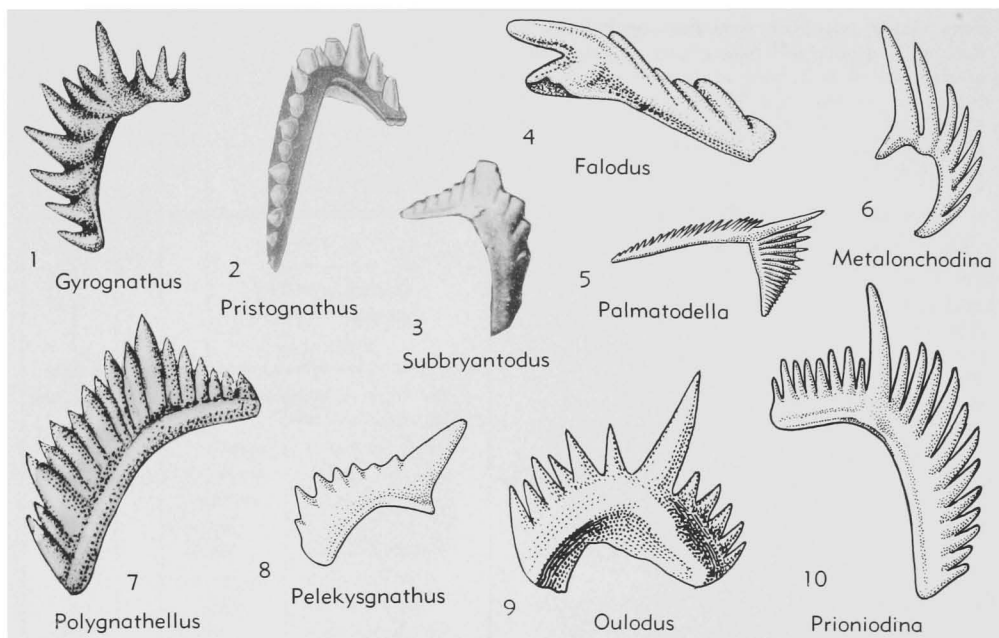 1
Gyrognathus
2
Pristognathus
3
Subbryantodus
4
Falodus
5
Palmatodella
6
Metalonchodina
7
Polygnathellus
8
Pelekysgnathus
9
Oulodus
10
Prioniodina